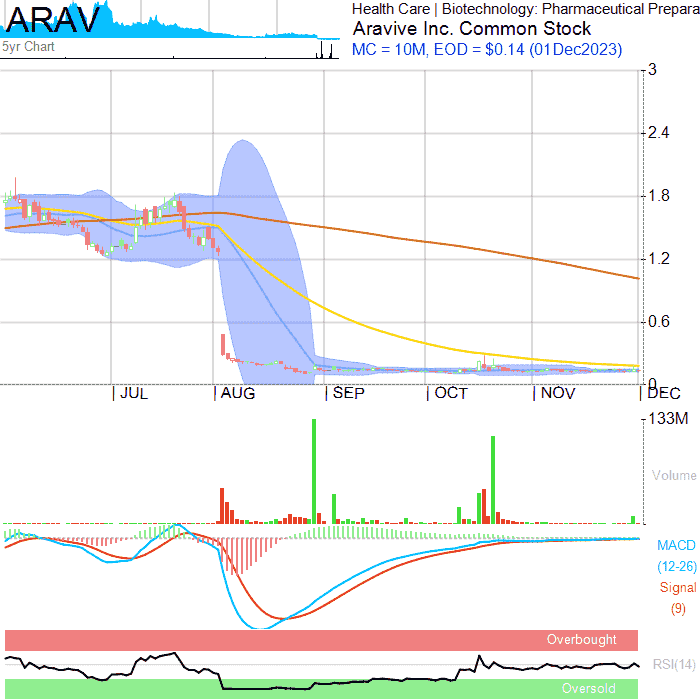 ARAV
5yr Chart
Health Care | Biotechnology: Pharmaceutical Prepara
Aravive Inc. Common Stock
MC = 10M, EOD = $0.14 (01Dec2023)
3
2.4
1.8
1.2
0.6
0
JUL AUG SEP OCT NOV DEC
133M
Volume
MACD
(12-26)
Signal
(9)
Overbought
RSI(14)
Oversold